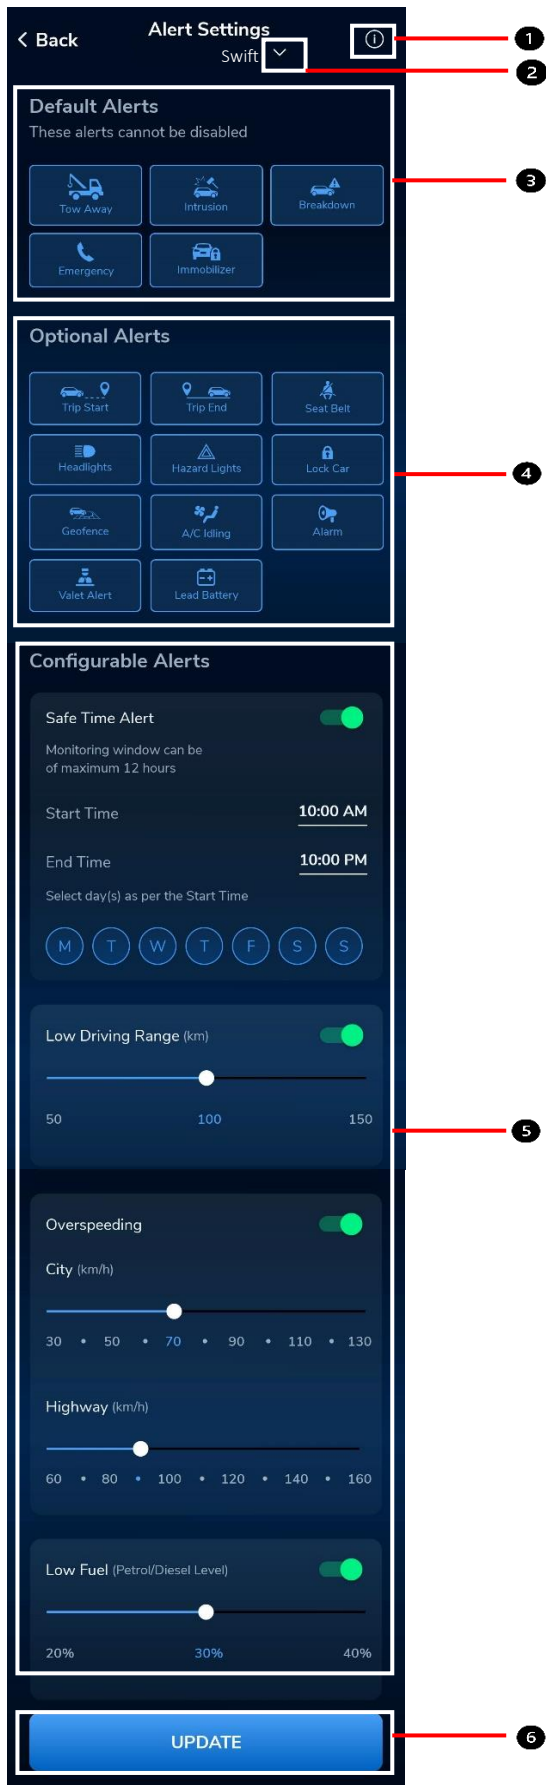 Back
Alert Settings
Swift
1
2
Default Alerts
These alerts cannot be disabled
3
Tow Away
Intrusion
Breakdown
Emergency
Immobilizer
Optional Alerts
Trip Start
Trip End
Seat Belt
Headlights
Hazard Lights
Lock Car
4
Geofence
A/C Idling
Alarm
Valet Alert
Lead Battery
Configurable Alerts
Safe Time Alert
Monitoring window can be
of maximum 12 hours
Start Time 10:00 AM
End Time 10:00 PM
Select day(s) as per the Start Time
M T W T F S S
Low Driving Range (km)
50 100 150
5
Overspeeding
City (km/h)
30 • 50 • 70 • 90 • 110 • 130
Highway (km/h)
60 • 80 • 100 • 120 • 140 • 160
Low Fuel (Petrol/Diesel Level)
20% 30% 40%
UPDATE
6